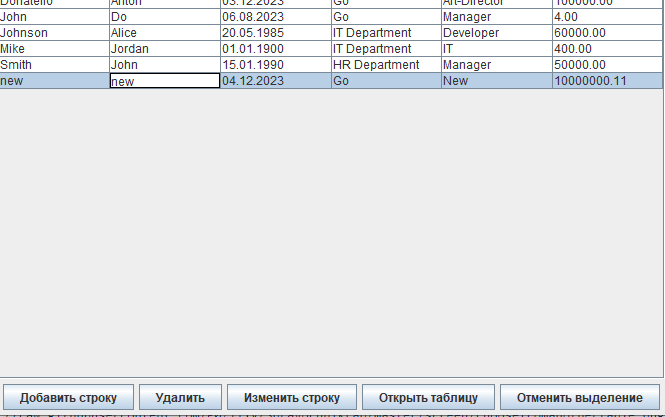 Donatello Anton 03.12.2023 Go Art-Director 100000.00
John Do 06.08.2023 Go Manager 4.00
Johnson Alice 20.05.1985 IT Department Developer 60000.00
Mike Jordan 01.01.1900 IT Department IT 400.00
Smith John 15.01.1990 HR Department Manager 50000.00
new new 04.12.2023 Go New 10000000.11
Добавить строку Удалить Изменить строку Открыть таблицу Отменить выделение